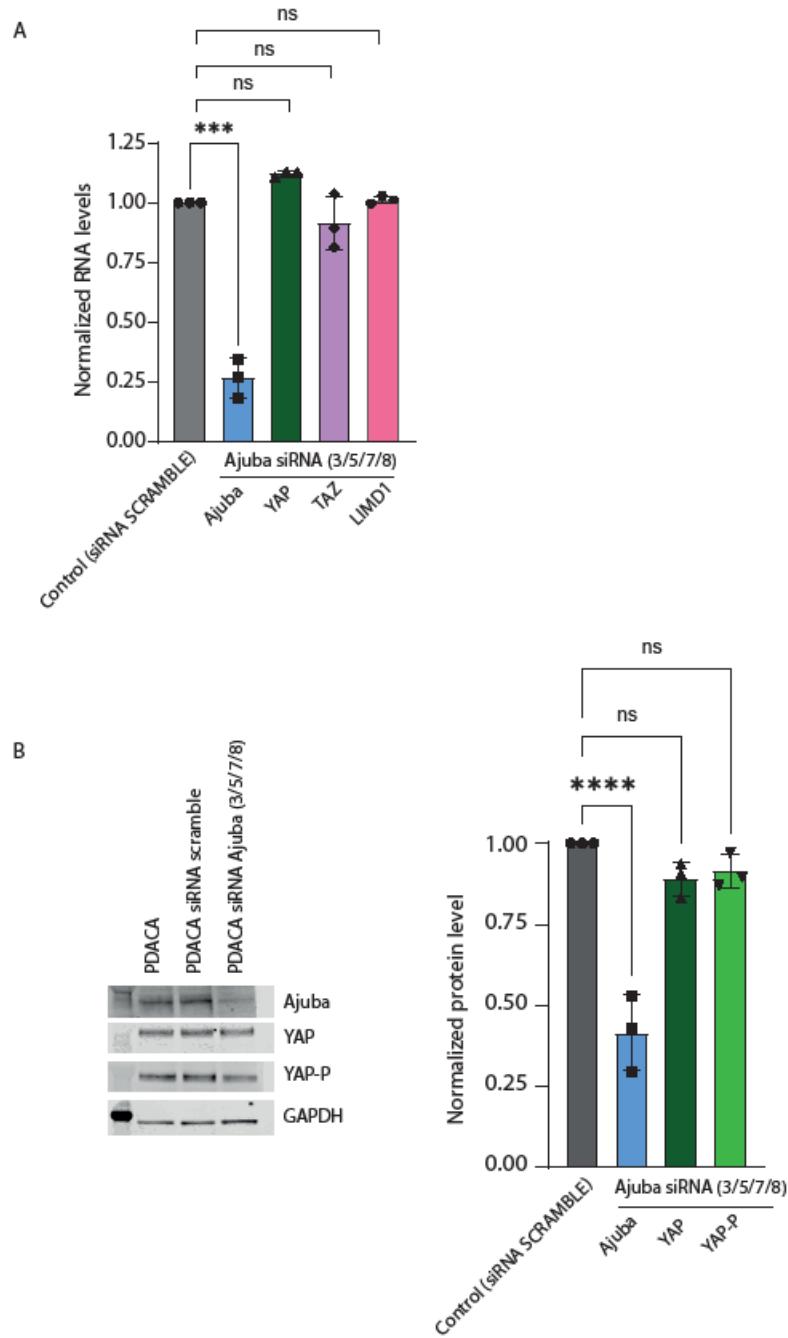 A
ns
ns
ns
***
1.25
1.00
0.75
0.50
0.25
0.00
Normalized RNA levels
Control (siRNA SCRAMBLE)
Ajuba siRNA (3/5/7/8)
Ajuba
YAP
TAZ
LIMD1
B
PDACA
PDACA siRNA scramble
PDACA siRNA Ajuba (3/5/7/8)
Ajuba
YAP
YAP-P
GAPDH
ns
ns
****
1.00
0.75
0.50
0.25
0.00
Normalized protein level
Control (siRNA SCRAMBLE)
Ajuba siRNA (3/5/7/8)
Ajuba
YAP
YAP-P